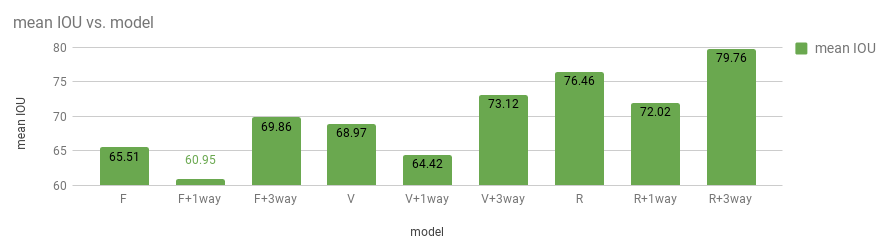 mean IOU vs. model
mean IOU
80
75
70
65
60
mean IOU
65.51
60.95
69.86
68.97
64.42
73.12
76.46
72.02
79.76
F
F+1way
F+3way
V
V+1way
V+3way
R
R+1way
R+3way
model